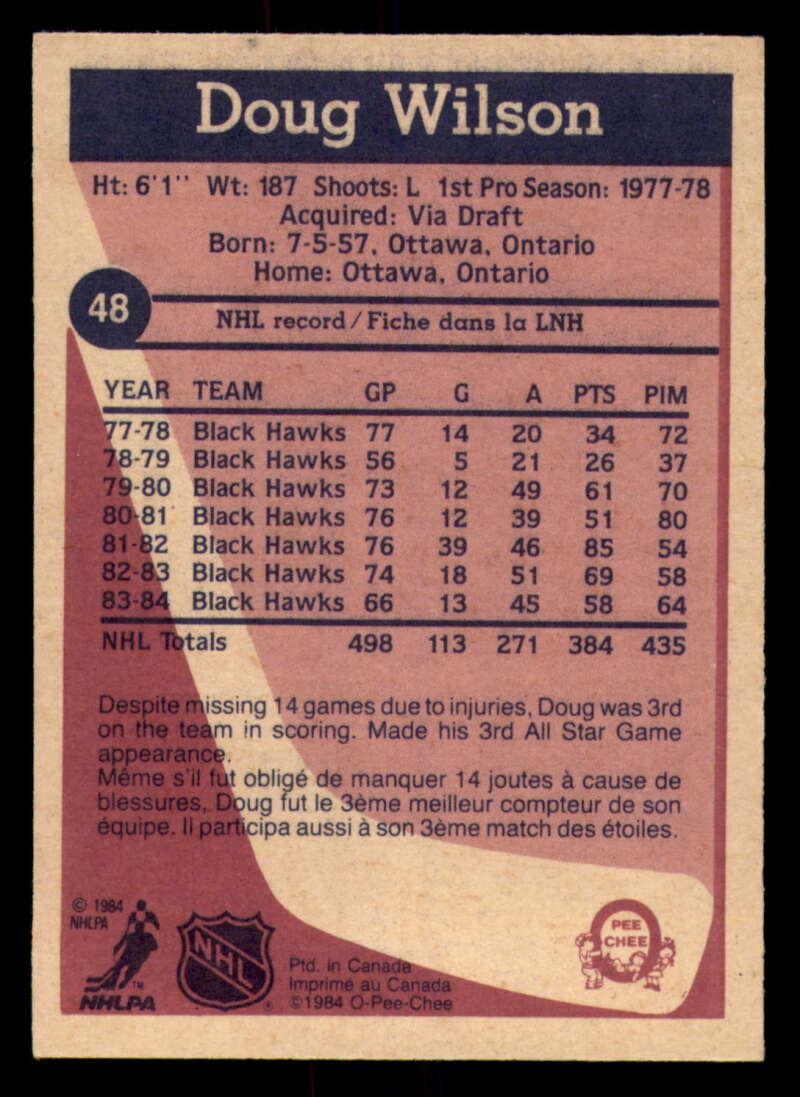 Doug Wilson
Ht: 6'1" Wt: 187 Shoots: L 1st Pro Season: 1977-78
Acquired: Via Draft
Born: 7-5-57, Ottawa, Ontario
Home: Ottawa, Ontario
48
NHL record/Fiche dans la LNH
YEAR TEAM GP G A PTS PIM
77-78 Black Hawks 77 14 20 34 72
78-79 Black Hawks 56 5 21 26 37
79-80 Black Hawks 73 12 49 61 70
80-81 Black Hawks 76 12 39 51 80
81-82 Black Hawks 76 39 46 85 54
82-83 Black Hawks 74 18 51 69 58
83-84 Black Hawks 66 13 45 58 64
NHL Totals 498 113 271 384 435
Despite missing 14 games due to injuries, Doug was 3rd
on the team in scoring. Made his 3rd All Star Game
appearance.
Même s'il fut obligé de manquer 14 joutes à cause de
blessures, Doug fut le 3ème meilleur compteur de son
équipe. Il participa aussi à son 3ème match des étoiles.
© 1984
NHLPA
TM
NHLPA
NHL
®
Ptd. in Canada
Imprimé au Canada
©1984 O-Pee-Chee
PEE
CHEE